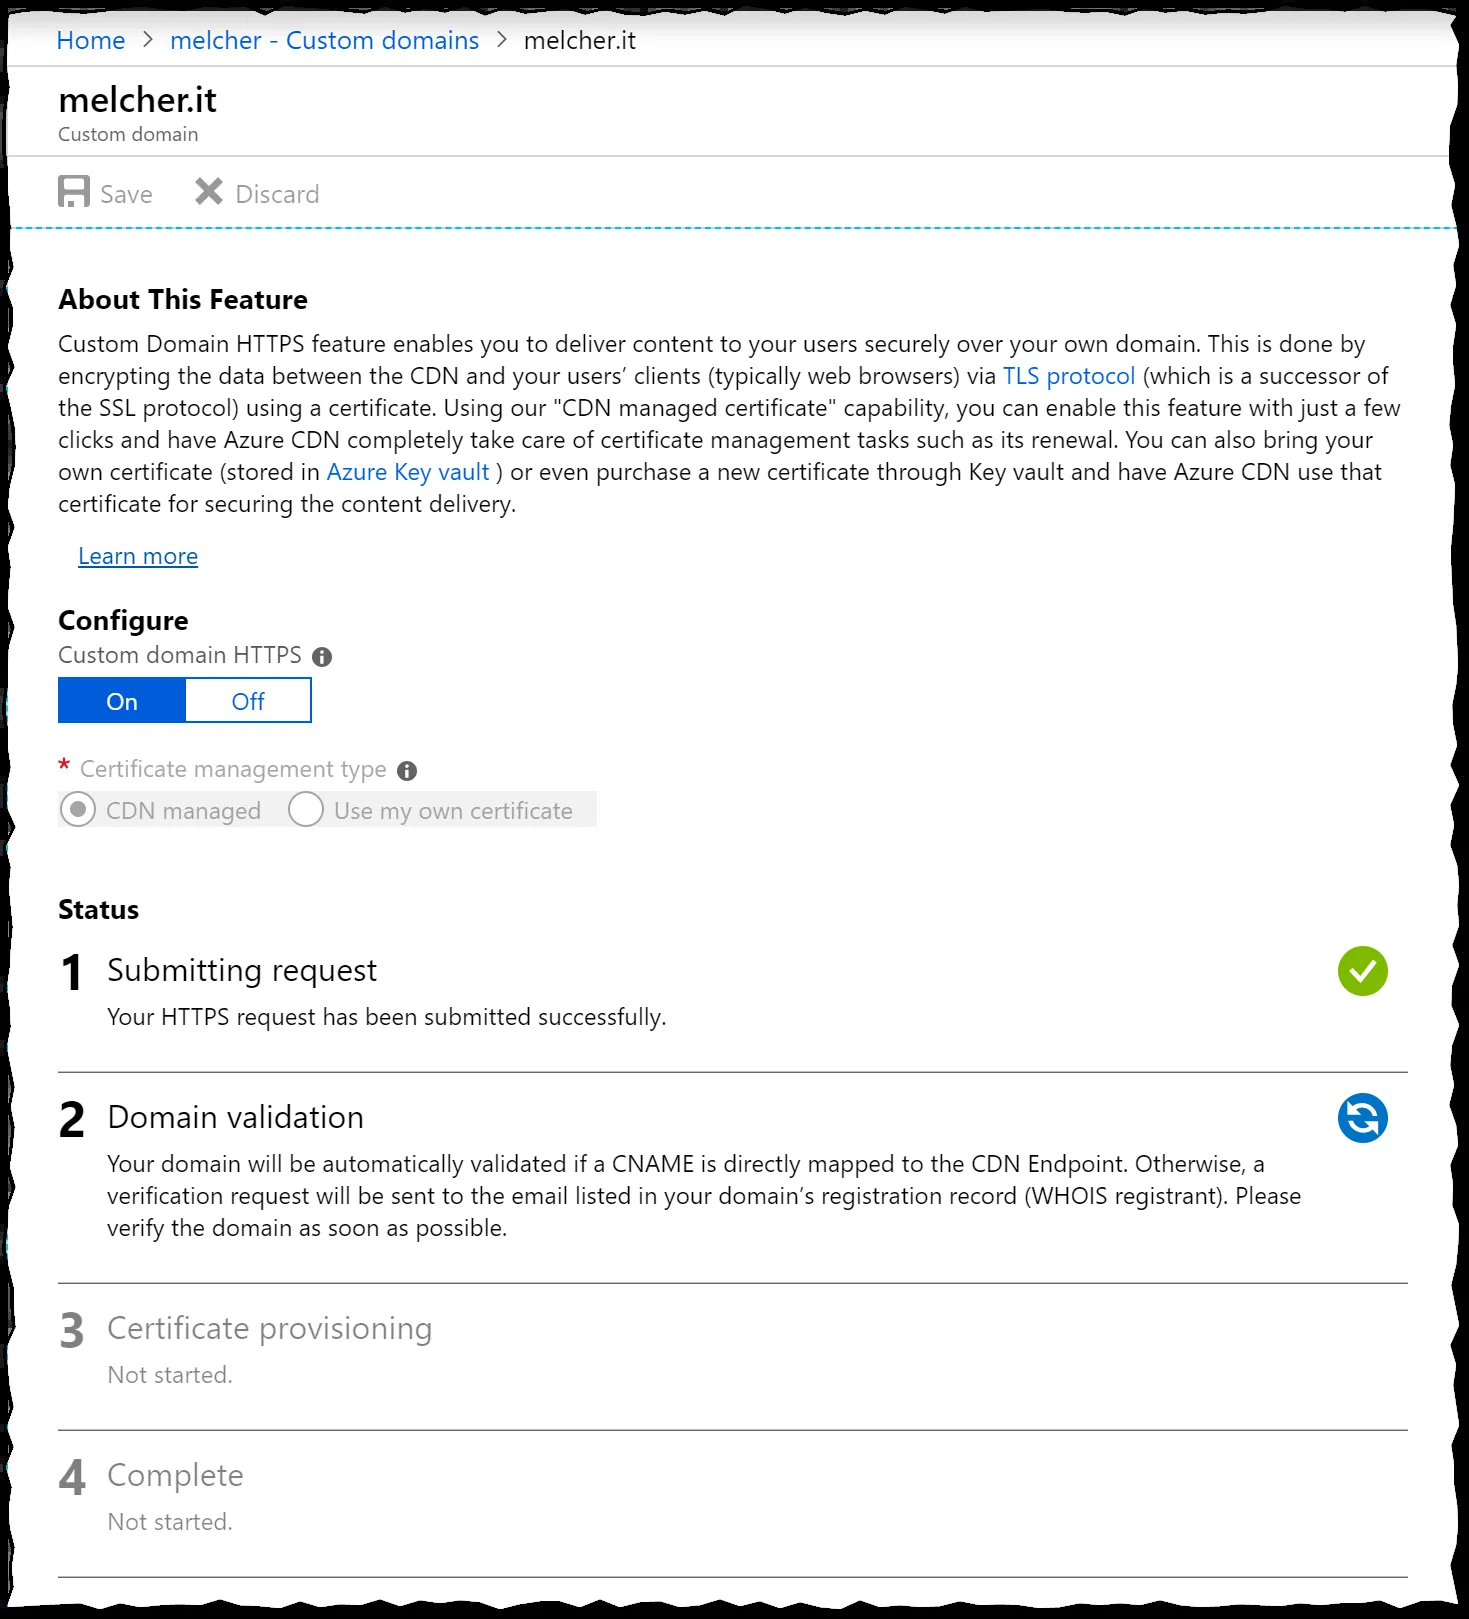 Home > melcher - Custom domains > melcher.it
melcher.it
Custom domain
Save Discard
About This Feature
Custom Domain HTTPS feature enables you to deliver content to your users securely over your own domain. This is done by
encrypting the data between the CDN and your users’ clients (typically web browsers) via TLS protocol (which is a successor of
the SSL protocol) using a certificate. Using our "CDN managed certificate" capability, you can enable this feature with just a few
clicks and have Azure CDN completely take care of certificate management tasks such as its renewal. You can also bring your
own certificate (stored in Azure Key vault ) or even purchase a new certificate through Key vault and have Azure CDN use that
certificate for securing the content delivery.
Learn more
Configure
Custom domain HTTPS
On Off
* Certificate management type
CDN managed Use my own certificate
Status
1 Submitting request
Your HTTPS request has been submitted successfully.
2 Domain validation
Your domain will be automatically validated if a CNAME is directly mapped to the CDN Endpoint. Otherwise, a
verification request will be sent to the email listed in your domain’s registration record (WHOIS registrant). Please
verify the domain as soon as possible.
3 Certificate provisioning
Not started.
4 Complete
Not started.